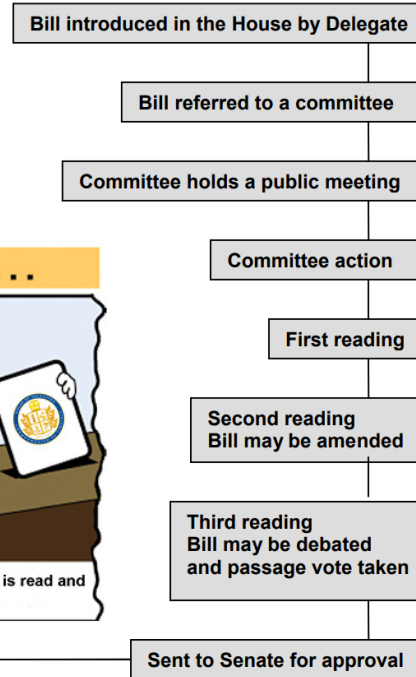 Bill introduced in the House by Delegate
Bill referred to a committee
Committee holds a public meeting
. .
Committee action
First reading
Second reading
Bill may be amended
Third reading
Bill may be debated
and passage vote taken
is read and
Sent to Senate for approval